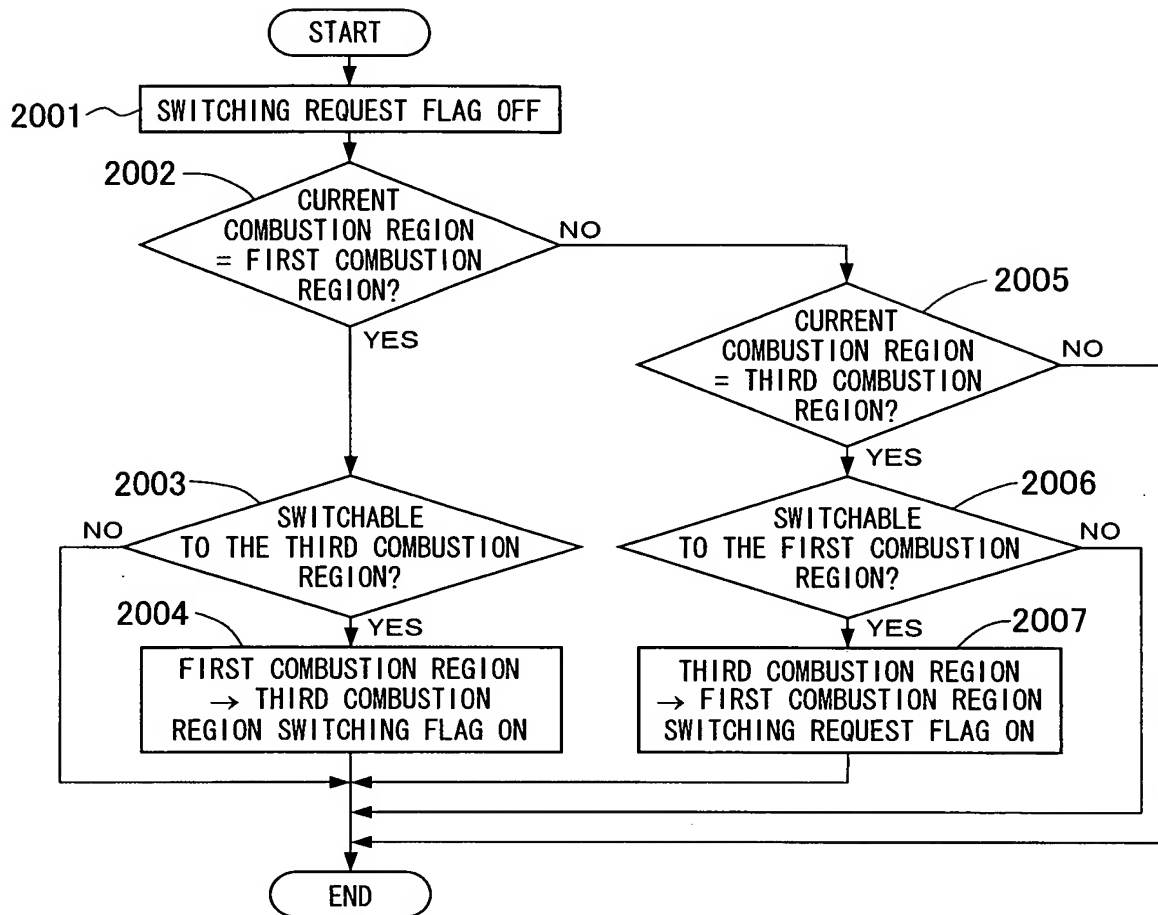 START
2001
SWITCHING REQUEST FLAG OFF
2002
CURRENT
COMBUSTION REGION
= FIRST COMBUSTION
REGION?
NO
YES
2005
CURRENT
COMBUSTION REGION
= THIRD COMBUSTION
REGION?
NO
YES
2003
SWITCHABLE
TO THE THIRD COMBUSTION
REGION?
NO
YES
2006
SWITCHABLE
TO THE FIRST COMBUSTION
REGION?
NO
YES
2004
FIRST COMBUSTION REGION
→ THIRD COMBUSTION
REGION SWITCHING FLAG ON
2007
THIRD COMBUSTION REGION
→ FIRST COMBUSTION REGION
SWITCHING REQUEST FLAG ON
END